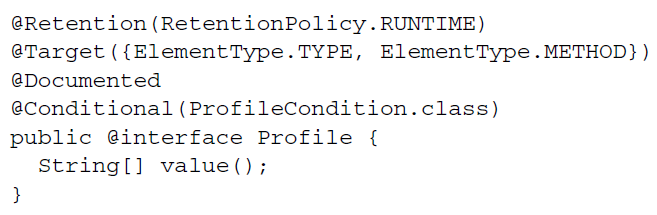 @Retention(RetentionPolicy.RUNTIME)
@Target({ElementType.TYPE, ElementType.METHOD})
@Documented
@Conditional(ProfileCondition.class)
public @interface Profile {
  String[] value();
}